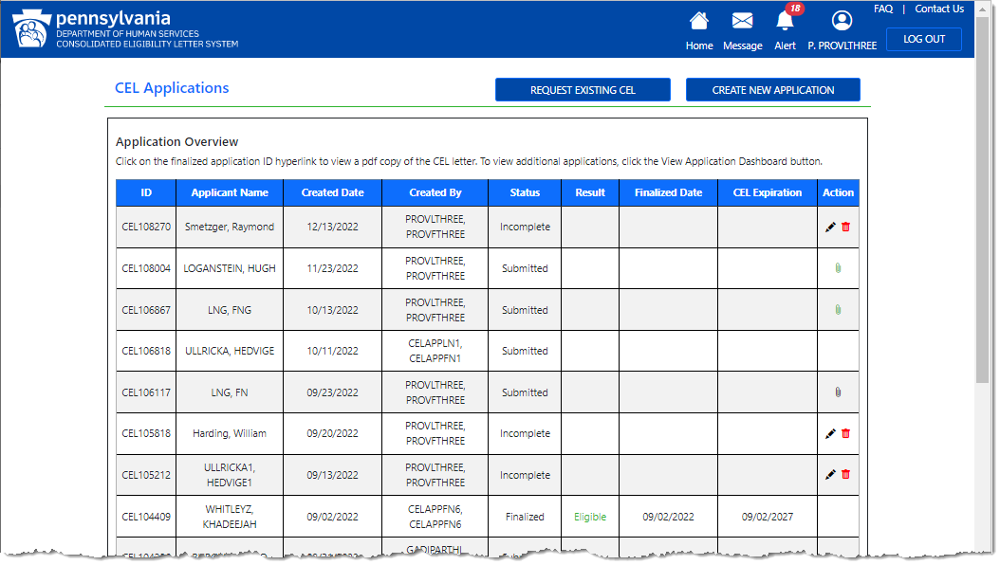 pennsylvania
DEPARTMENT OF HUMAN SERVICES
CONSOLIDATED ELIGIBILITY LETTER SYSTEM
Home
Message
18
Alert
P. PROVLTHREE
FAQ | Contact Us
LOG OUT
CEL Applications
REQUEST EXISTING CEL
CREATE NEW APPLICATION
Application Overview
Click on the finalized application ID hyperlink to view a pdf copy of the CEL letter. To view additional applications, click the View Application Dashboard button.
ID Applicant Name Created Date Created By Status Result Finalized Date CEL Expiration Action
CEL108270 Smetzger, Raymond 12/13/2022 PROVLTHREE, PROVFTHREE Incomplete
CEL108004 LOGANSTEIN, HUGH 11/23/2022 PROVLTHREE, PROVFTHREE Submitted
CEL106867 LNG, FNG 10/13/2022 PROVLTHREE, PROVFTHREE Submitted
CEL106818 ULLRICKA, HEDVIGE 10/11/2022 CELAPPLN1, CELAPPFN1 Submitted
CEL106117 LNG, FN 09/23/2022 PROVLTHREE, PROVFTHREE Submitted
CEL105818 Harding, William 09/20/2022 PROVLTHREE, PROVFTHREE Incomplete
CEL105212 ULLRICKA1, HEDVIGE1 09/13/2022 PROVLTHREE, PROVFTHREE Incomplete
CEL104409 WHITLEYZ, KHADEEJAH 09/02/2022 CELAPPFN6, CELAPPFN6 Finalized Eligible 09/02/2022 09/02/2027
GADIPARTHI,